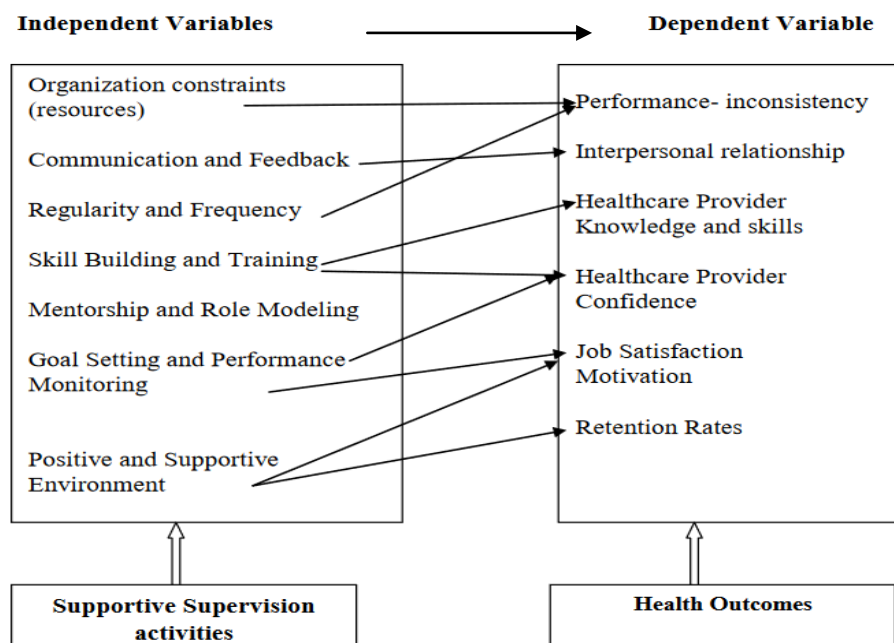 Independent Variables
Dependent Variable
Organization constraints
(resources)
Communication and Feedback
Regularity and Frequency
Skill Building and Training
Mentorship and Role Modeling
Goal Setting and Performance
Monitoring
Positive and Supportive
Environment
Performance- inconsistency
Interpersonal relationship
Healthcare Provider
Knowledge and skills
Healthcare Provider
Confidence
Job Satisfaction
Motivation
Retention Rates
Supportive Supervision
activities
Health Outcomes